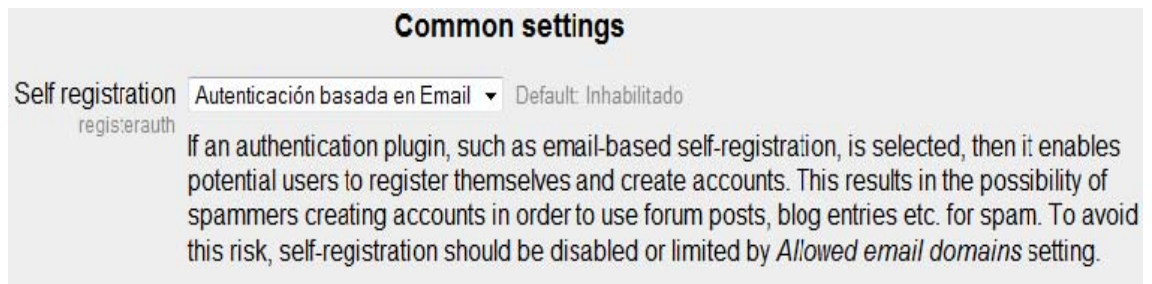 Common settings
Self registration Autenticación basada en Email Default: Inhabilitado
registerauth
If an authentication plugin, such as email-based self-registration, is selected, then it enables
potential users to register themselves and create accounts. This results in the possibility of
spammers creating accounts in order to use forum posts, blog entries etc. for spam. To avoid
this risk, self-registration should be disabled or limited by Allowed email domains setting.